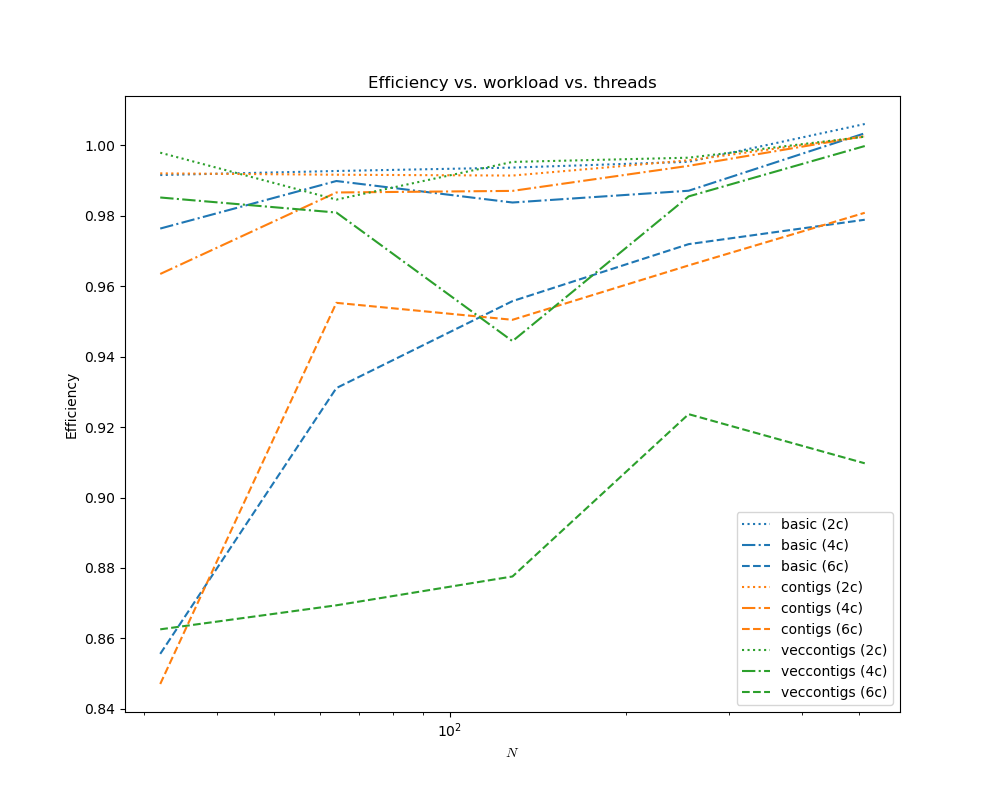 Efficiency vs. workload vs. threads
1.00
0.98
0.96
0.94
0.92
0.90
0.88
0.86
0.84
Efficiency
10²
N
basic (2c)
basic (4c)
basic (6c)
contigs (2c)
contigs (4c)
contigs (6c)
veccontigs (2c)
veccontigs (4c)
veccontigs (6c)